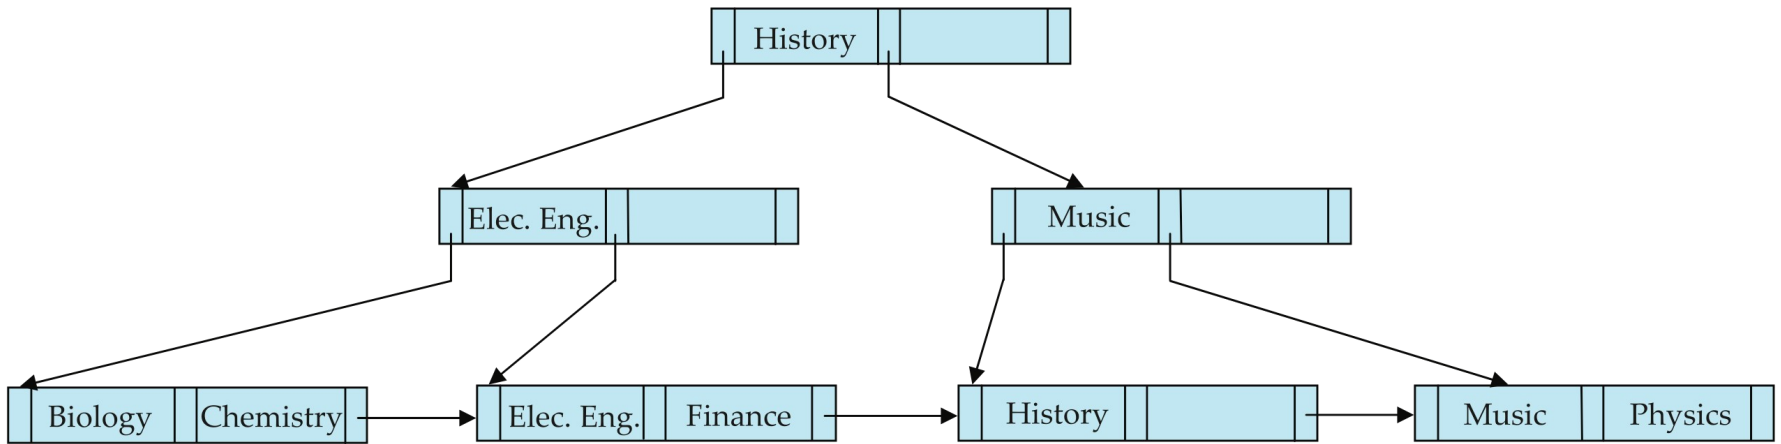 History
Elec. Eng.
Music
Biology Chemistry
Elec. Eng. Finance
History
Music Physics